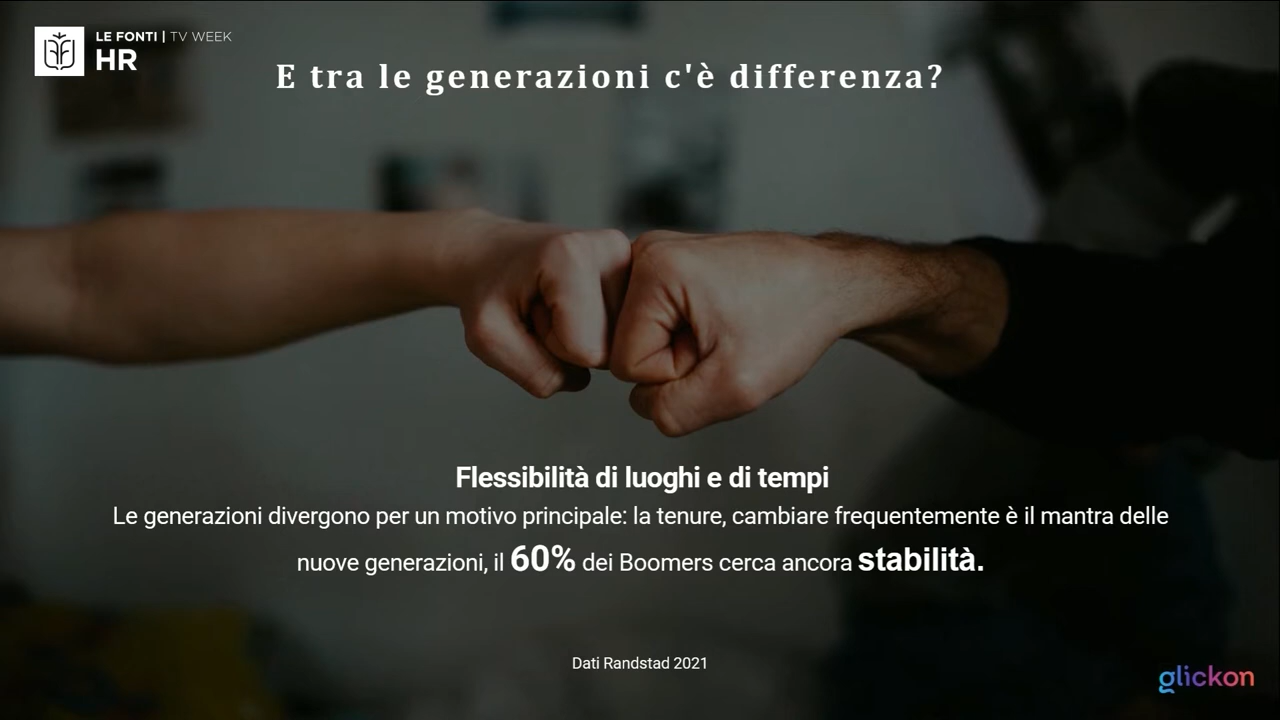 LE FONTI | TV WEEK
HR
E tra le generazioni c'è differenza?
Flessibilità di luoghi e di tempi
Le generazioni divergono per un motivo principale: la tenure, cambiare frequentemente è il mantra delle
nuove generazioni, il 60% dei Boomers cerca ancora stabilità.
Dati Randstad 2021
glickon